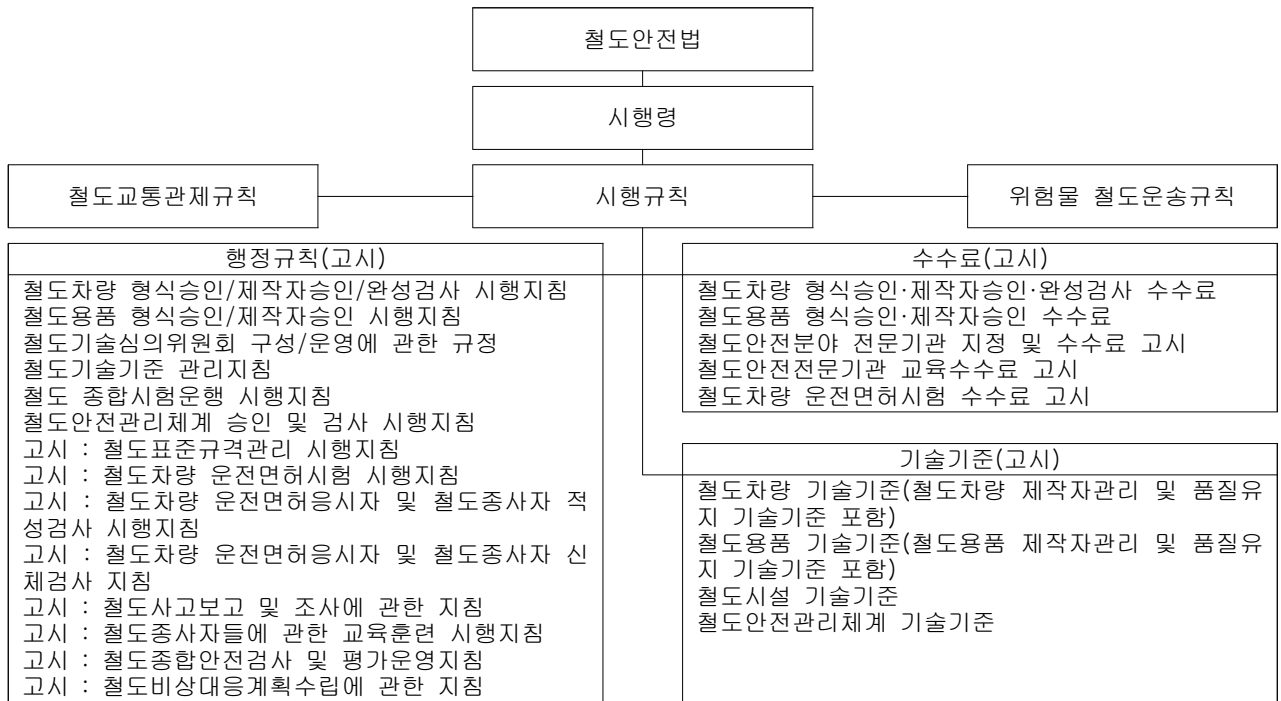 철도안전법
시행령
철도교통관제규칙
시행규칙
위험물 철도운송규칙
행정규칙(고시)
철도차량 형식승인/제작자승인/완성검사 시행지침
철도용품 형식승인/제작자승인 시행지침
철도기술심의위원회 구성/운영에 관한 규정
철도기술기준 관리지침
철도 종합시험운행 시행지침
철도안전관리체계 승인 및 검사 시행지침
고시 : 철도표준규격관리 시행지침
고시 : 철도차량 운전면허시험 시행지침
고시 : 철도차량 운전면허응시자 및 철도종사자 적
성검사 시행지침
고시 : 철도차량 운전면허응시자 및 철도종사자 신
체검사 지침
고시 : 철도사고보고 및 조사에 관한 지침
고시 : 철도종사자들에 관한 교육훈련 시행지침
고시 : 철도종합안전검사 및 평가운영지침
고시 : 철도비상대응계획수립에 관한 지침
수수료(고시)
철도차량 형식승인·제작자승인·완성검사 수수료
철도용품 형식승인·제작자승인 수수료
철도안전분야 전문기관 지정 및 수수료 고시
철도안전전문기관 교육수수료 고시
철도차량 운전면허시험 수수료 고시
기술기준(고시)
철도차량 기술기준(철도차량 제작자관리 및 품질유
지 기술기준 포함)
철도용품 기술기준(철도용품 제작자관리 및 품질유
지 기술기준 포함)
철도시설 기술기준
철도안전관리체계 기술기준